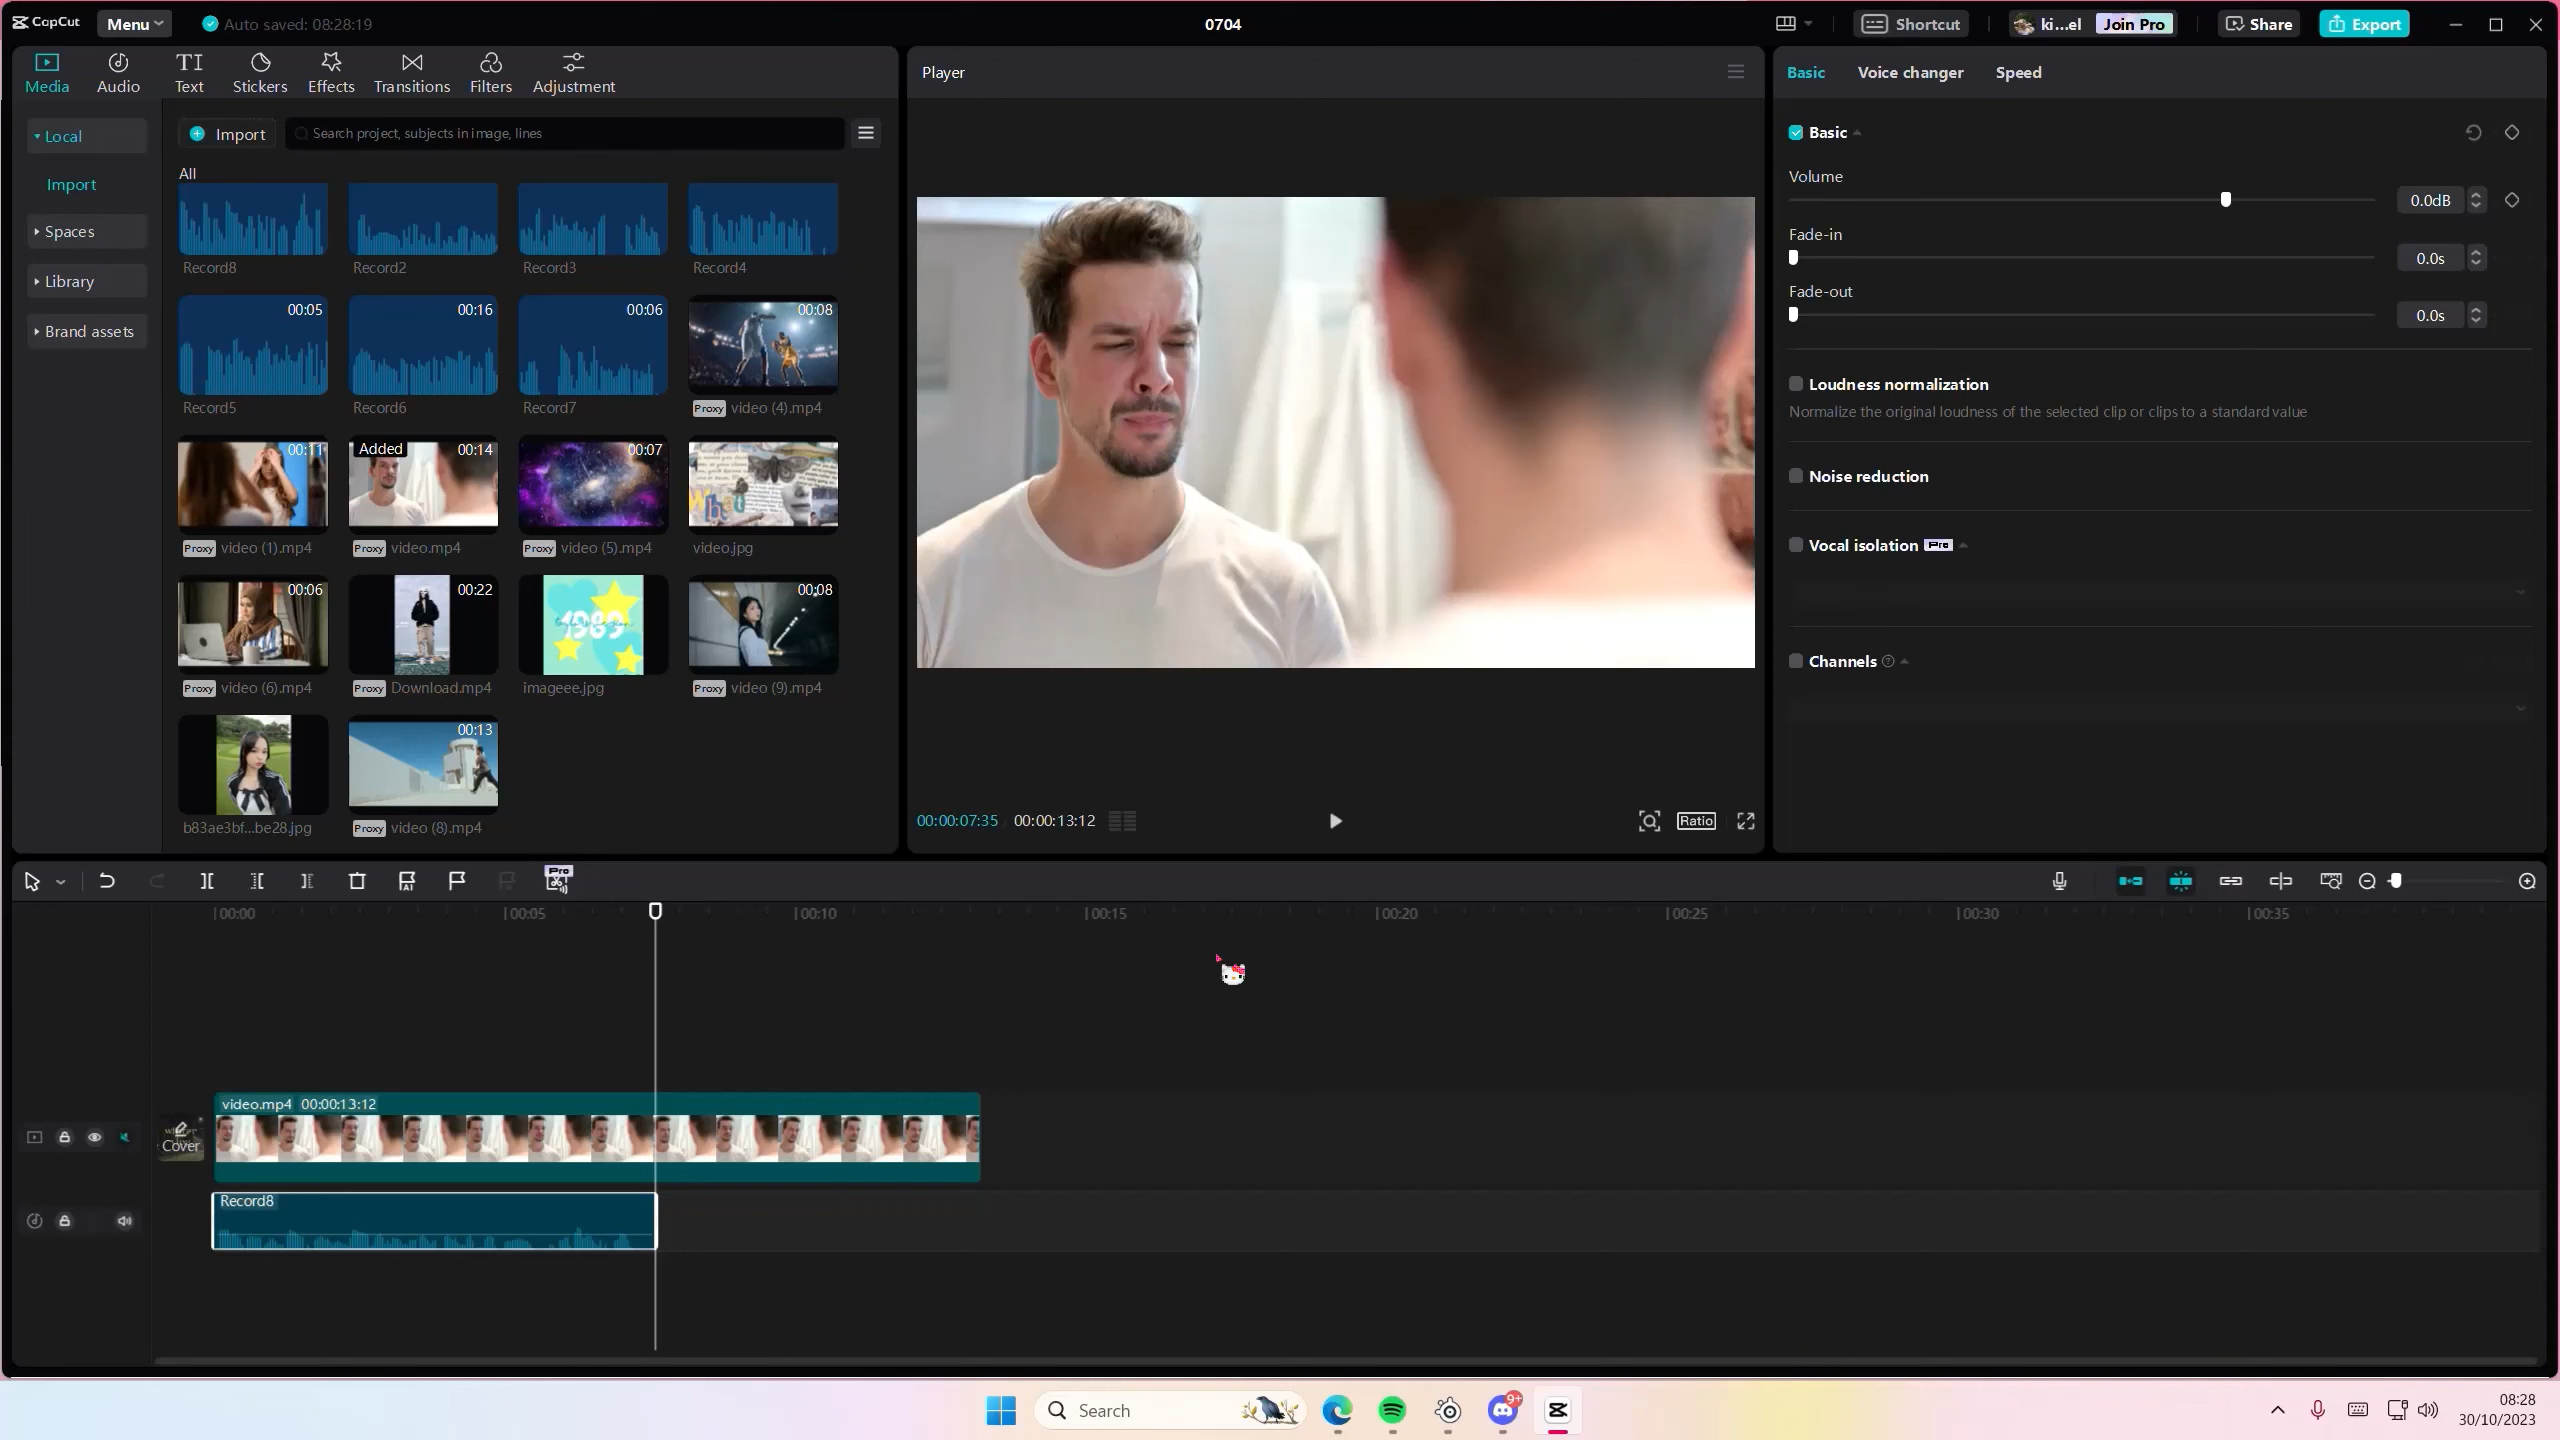 CapCut
Menu
Auto saved: 08:28:19
0704
Shortcut
ki...el
Join Pro
Share
Export
Media
Audio
Text
Stickers
Effects
Transitions
Filters
Adjustment
Local
Import
Spaces
Library
Brand assets
Import
Search project, subjects in image, lines
All
Record8
Record2
Record3
Record4
00:05
00:16
00:06
00:08
Record5
Record6
Record7
Proxy video (4).mp4
00:11
Added 00:14
00:07
Proxy video (1).mp4
Proxy video.mp4
Proxy video (5).mp4
video.jpg
00:06
00:22
1989
00:08
Proxy video (6).mp4
Proxy Download.mp4
imageee.jpg
Proxy video (9).mp4
00:13
b83ae3bf...be28.jpg
Proxy video (8).mp4
Player
00:00:07:35
00:00:13:12
Ratio
Basic
Voice changer
Speed
Basic
Volume
0.0dB
Fade-in
0.0s
Fade-out
0.0s
Loudness normalization
Normalize the original loudness of the selected clip or clips to a standard value
Noise reduction
Vocal isolation Pro
Channels
Pro
00:00
00:05
00:10
00:15
00:20
00:25
00:30
00:35
Cover
video.mp4 00:00:13:12
Record8
Search
9+
08:28
30/10/2023